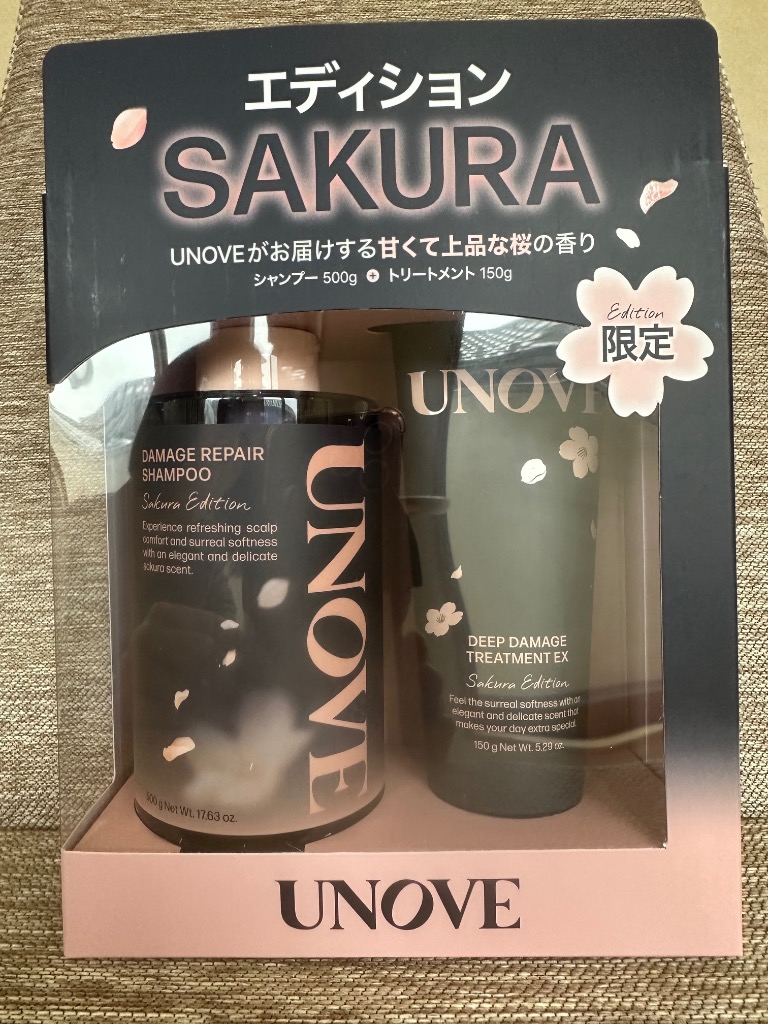 エディション
SAKURA
UNOVEがお届けする甘くて上品な桜の香り
シャンプー 500g + トリートメント 150g
Edition
限定
DAMAGE REPAIR
SHAMPOO
Sakura Edition
Experience refreshing scalp
comfort and surreal softness
with an elegant and delicate
sakura scent.
UNOVE
500 g Net Wt. 17.63 oz.
UNOVE
DEEP DAMAGE
TREATMENT EX
Sakura Edition
Feel the surreal softness with an
elegant and delicate scent that
makes your day extra special.
150 g Net Wt. 5.29 oz.
UNOVE